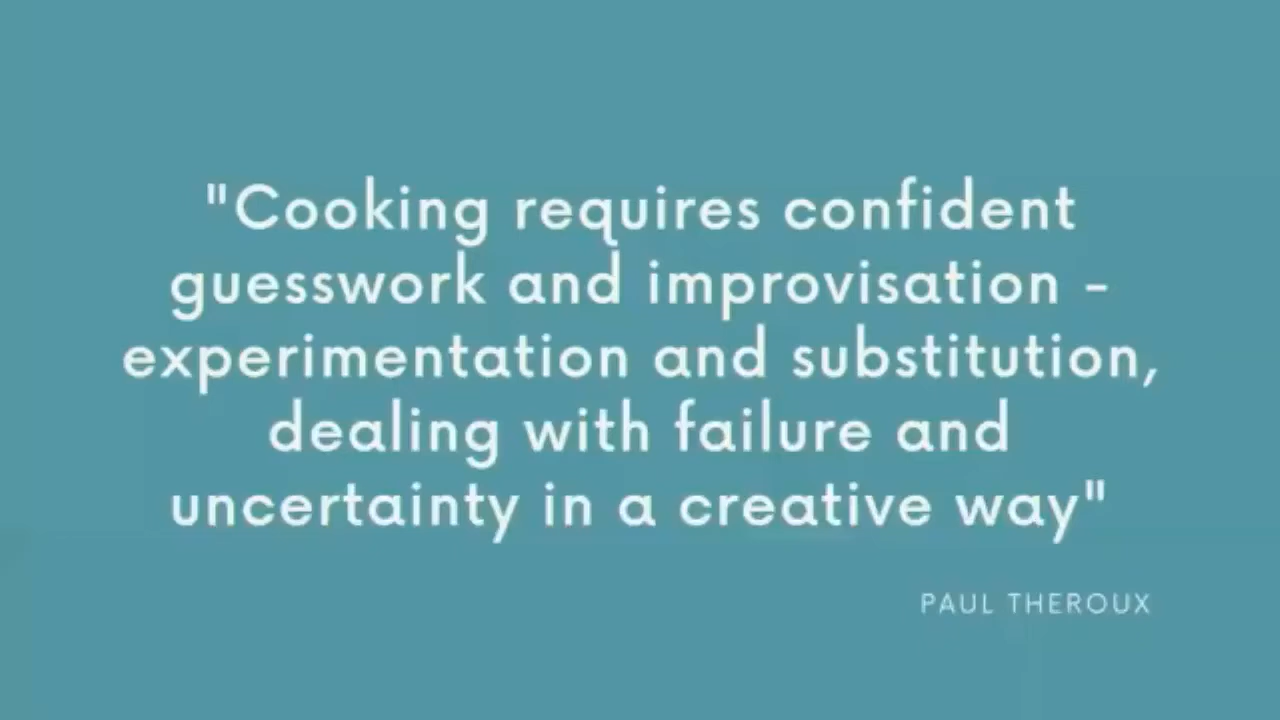 "Cooking requires confident
guesswork and improvisation -
experimentation and substitution,
dealing with failure and
uncertainty in a creative way"
PAUL THEROUX